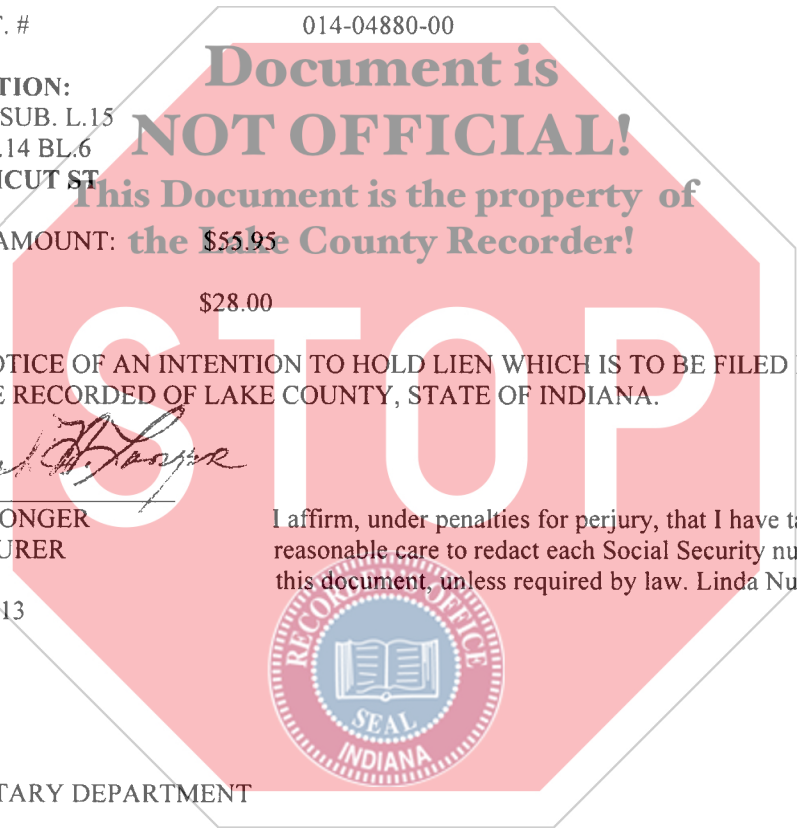 T. # 014-04880-00
Document is
TION:
SUB. L.15
NOT OFFICIAL!
.14 BL.6
ICUT ST
This Document is the property of
AMOUNT: $55.95
the Lake County Recorder!
$28.00
STOP
OTICE OF AN INTENTION TO HOLD LIEN WHICH IS TO BE FILED
E RECORDED OF LAKE COUNTY, STATE OF INDIANA.
ONGER
I affirm, under penalties for perjury, that I have ta
URER
reasonable care to redact each Social Security nu
this document, unless required by law. Linda Nu
13
RECORDER'S OFFICE
SEAL
INDIANA
TARY DEPARTMENT